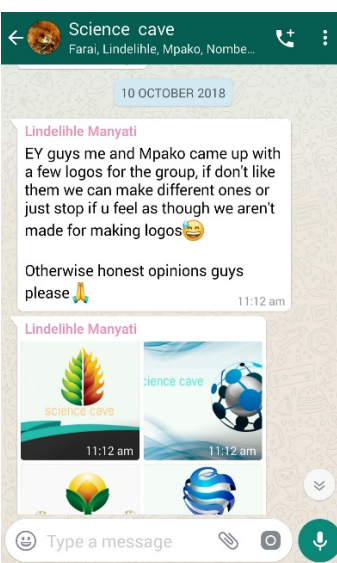 Science cave
Farai, Lindelihle, Mpako, Nombe...
10 OCTOBER 2018
Lindelihle Manyati
EY guys me and Mpako came up with
a few logos for the group, if don't like
them we can make different ones or
just stop if u feel as though we aren't
made for making logos😅
Otherwise honest opinions guys
please🙏
11:12 am
Lindelihle Manyati
science cave
cience cave
11:12 am
11:12 am
Type a message